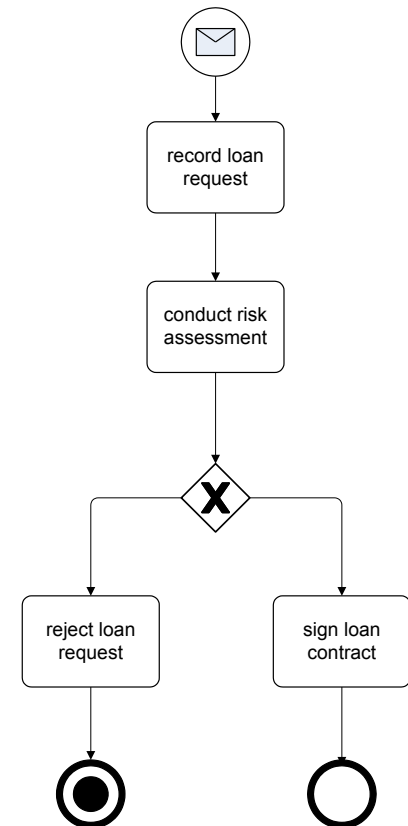 record loan
request
conduct risk
assessment
X
reject loan
request
sign loan
contract